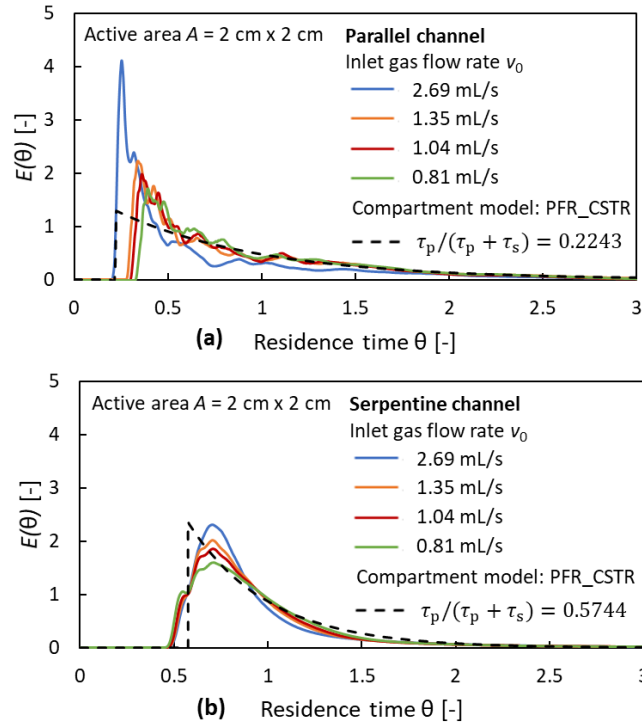 Active area A = 2 cm x 2 cm
Parallel channel
Inlet gas flow rate v₀
2.69 mL/s
1.35 mL/s
1.04 mL/s
0.81 mL/s
Compartment model: PFR_CSTR
τₚ/(τₚ + τₛ) = 0.2243
E(θ) [-]
5
4
3
2
1
0
0 0.5 1 1.5 2 2.5 3
(a) Residence time θ [-]
Active area A = 2 cm x 2 cm
Serpentine channel
Inlet gas flow rate v₀
2.69 mL/s
1.35 mL/s
1.04 mL/s
0.81 mL/s
Compartment model: PFR_CSTR
τₚ/(τₚ + τₛ) = 0.5744
E(θ) [-]
5
4
3
2
1
0
0 0.5 1 1.5 2 2.5 3
(b) Residence time θ [-]